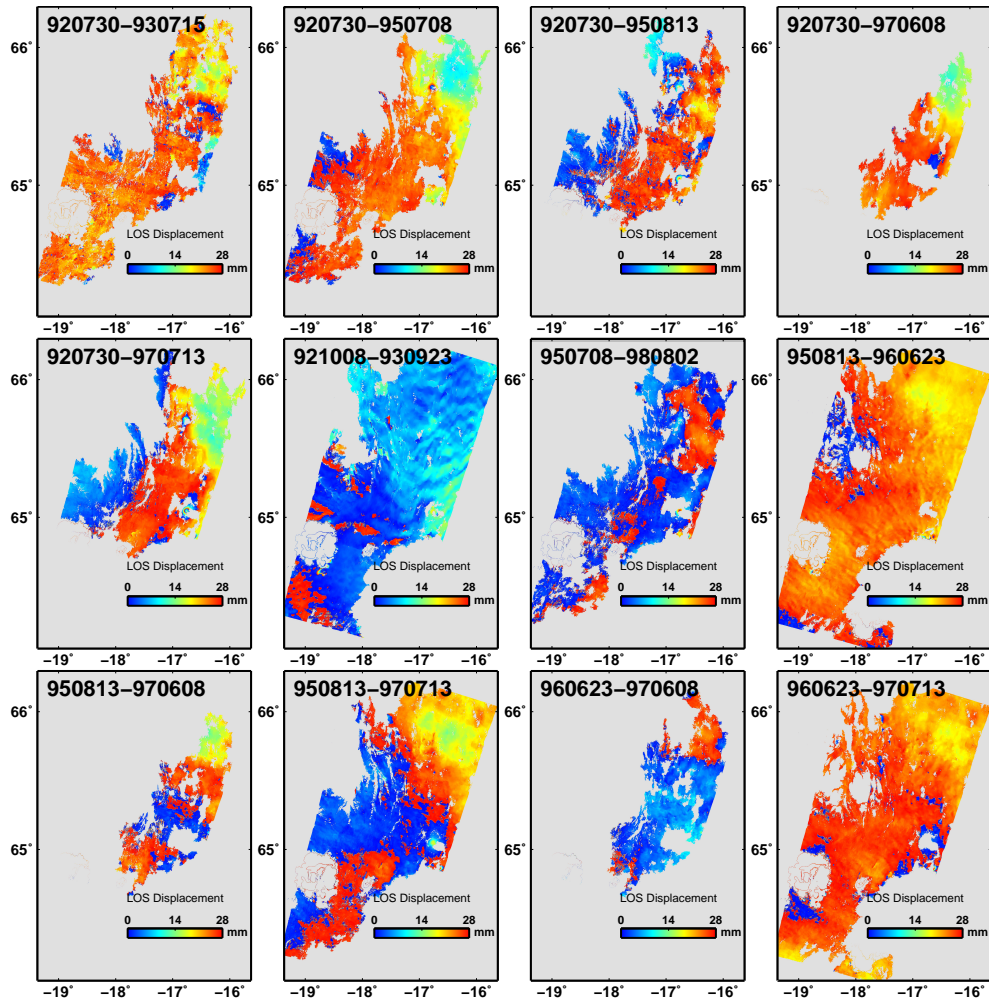 920730−930715
920730−950708
920730−950813
920730−970608
66˚
65˚
LOS Displacement
0 14 28
mm
LOS Displacement
0 14 28
mm
LOS Displacement
0 14 28
mm
LOS Displacement
0 14 28
mm
−19˚ −18˚ −17˚ −16˚
−19˚ −18˚ −17˚ −16˚
−19˚ −18˚ −17˚ −16˚
−19˚ −18˚ −17˚ −16˚
920730−970713
921008−930923
950708−980802
950813−960623
66˚
65˚
LOS Displacement
0 14 28
mm
LOS Displacement
0 14 28
mm
LOS Displacement
0 14 28
mm
LOS Displacement
0 14 28
mm
−19˚ −18˚ −17˚ −16˚
−19˚ −18˚ −17˚ −16˚
−19˚ −18˚ −17˚ −16˚
−19˚ −18˚ −17˚ −16˚
950813−970608
950813−970713
960623−970608
960623−970713
66˚
65˚
LOS Displacement
0 14 28
mm
LOS Displacement
0 14 28
mm
LOS Displacement
0 14 28
mm
LOS Displacement
0 14 28
mm
−19˚ −18˚ −17˚ −16˚
−19˚ −18˚ −17˚ −16˚
−19˚ −18˚ −17˚ −16˚
−19˚ −18˚ −17˚ −16˚